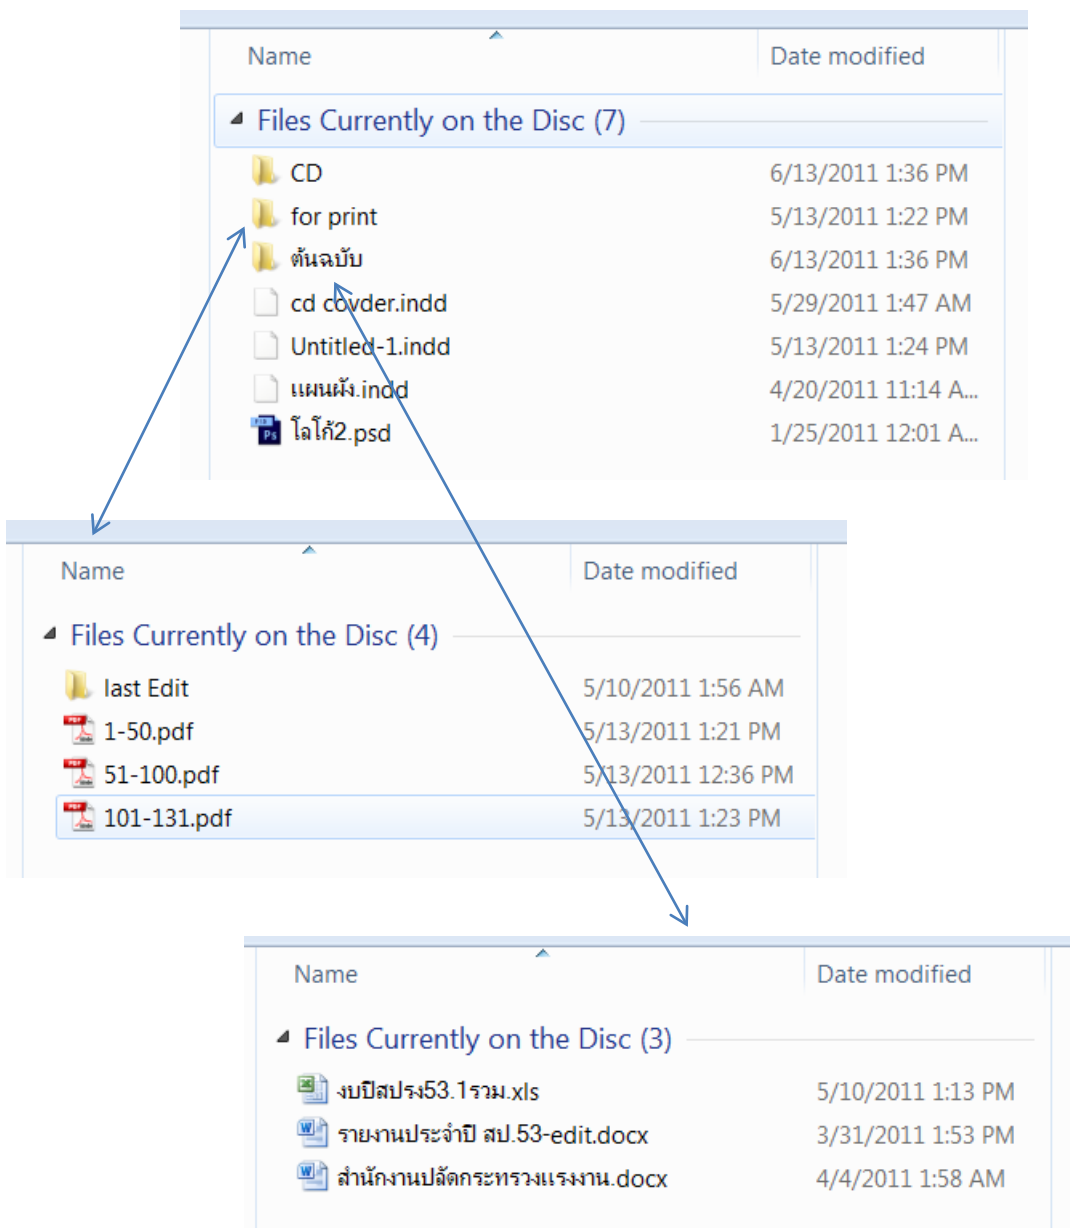 Name Date modified
Files Currently on the Disc (7)
CD 6/13/2011 1:36 PM
for print 5/13/2011 1:22 PM
ต้นฉบับ 6/13/2011 1:36 PM
cd covder.indd 5/29/2011 1:47 AM
Untitled-1.indd 5/13/2011 1:24 PM
แผนผัง.indd 4/20/2011 11:14 A...
โลโก้2.psd 1/25/2011 12:01 A...
Name Date modified
Files Currently on the Disc (4)
last Edit 5/10/2011 1:56 AM
1-50.pdf 5/13/2011 1:21 PM
51-100.pdf 5/13/2011 12:36 PM
101-131.pdf 5/13/2011 1:23 PM
Name Date modified
Files Currently on the Disc (3)
งบปีสปรง53.1รวม.xls 5/10/2011 1:13 PM
รายงานประจำปี สป.53-edit.docx 3/31/2011 1:53 PM
สำนักงานปลัดกระทรวงแรงงาน.docx 4/4/2011 1:58 AM